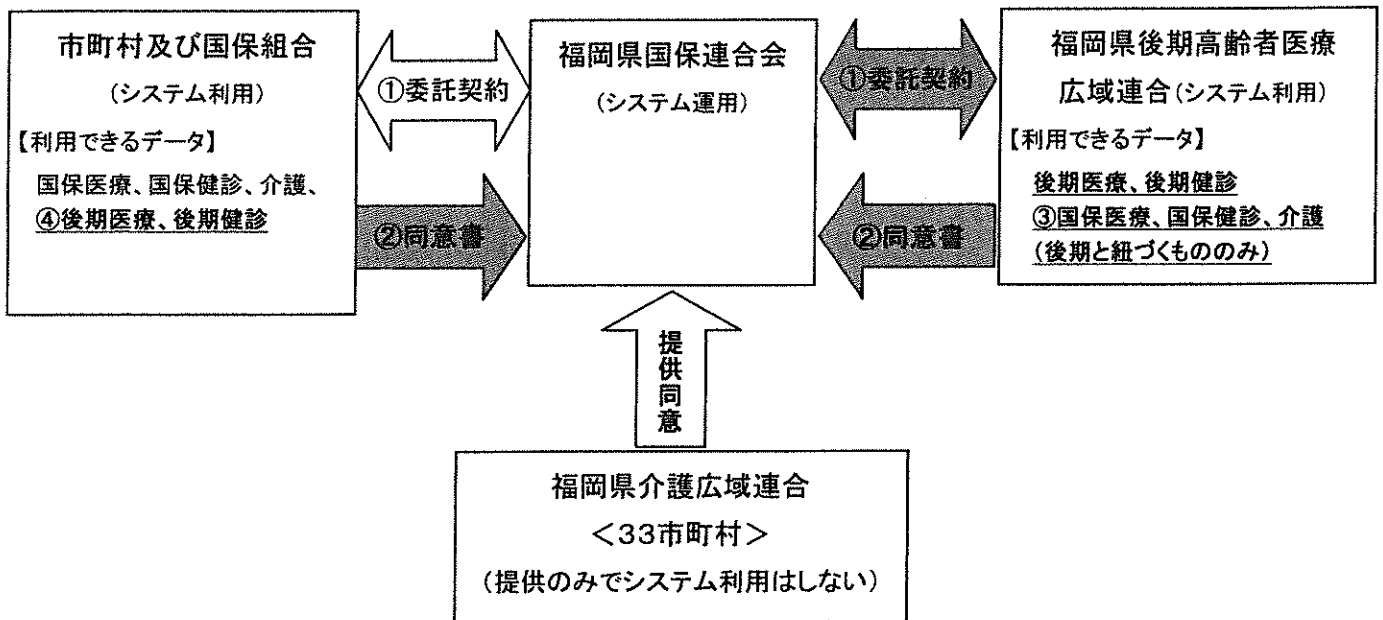 市町村及び国保組合
(システム利用)
【利用できるデータ】
国保医療、国保健診、介護、
④後期医療、後期健診
①委託契約
②同意書
福岡県国保連合会
(システム運用)
①委託契約
②同意書
福岡県後期高齢者医療
広域連合(システム利用)
【利用できるデータ】
後期医療、後期健診
③国保医療、国保健診、介護
(後期と紐づくもののみ)
提供同意
福岡県介護広域連合
<33市町村>
(提供のみでシステム利用はしない)